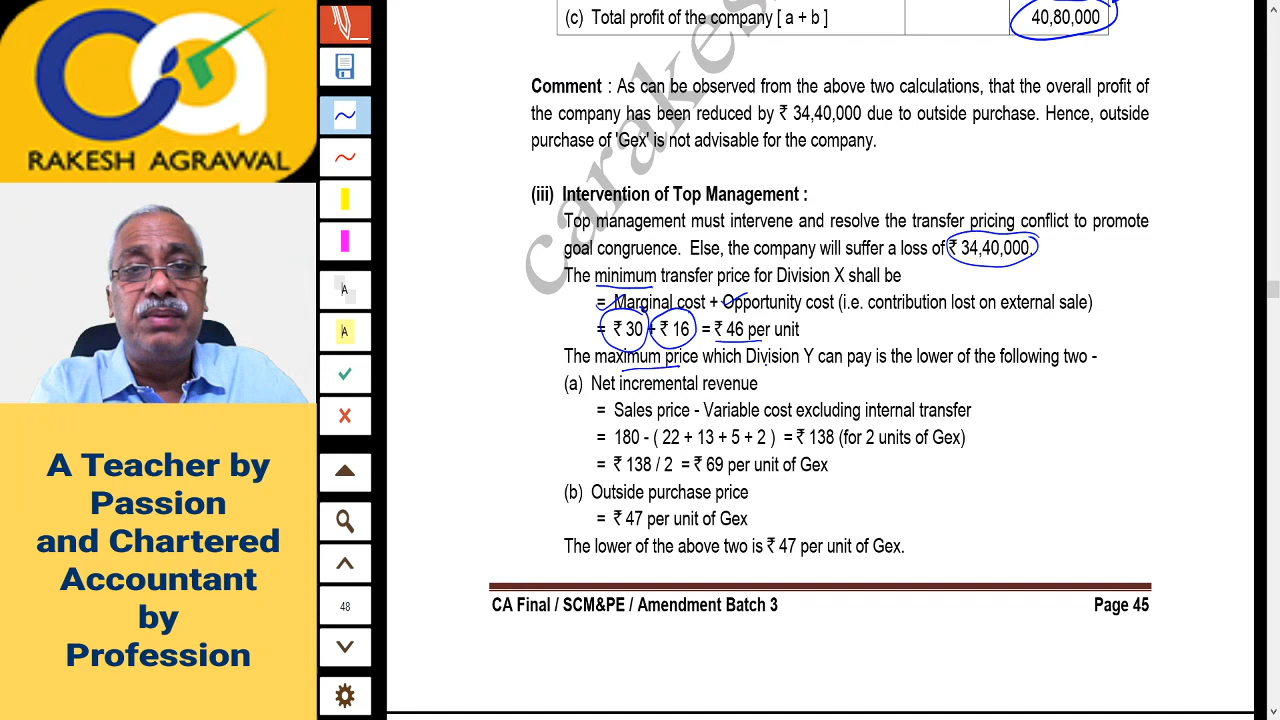 (c) Total profit of the company [ a + b ] 40,80,000
Comment : As can be observed from the above two calculations, that the overall profit of
the company has been reduced by ₹ 34,40,000 due to outside purchase. Hence, outside
purchase of 'Gex' is not advisable for the company.
(iii) Intervention of Top Management :
Top management must intervene and resolve the transfer pricing conflict to promote
goal congruence. Else, the company will suffer a loss of ₹ 34,40,000.
The minimum transfer price for Division X shall be
= Marginal cost + Opportunity cost (i.e. contribution lost on external sale)
= ₹ 30 + ₹ 16 = ₹ 46 per unit
The maximum price which Division Y can pay is the lower of the following two -
(a) Net incremental revenue
= Sales price - Variable cost excluding internal transfer
= 180 - ( 22 + 13 + 5 + 2 ) = ₹ 138 (for 2 units of Gex)
= ₹ 138 / 2 = ₹ 69 per unit of Gex
(b) Outside purchase price
= ₹ 47 per unit of Gex
The lower of the above two is ₹ 47 per unit of Gex.
CA Final / SCM&PE / Amendment Batch 3 Page 45
carakes
ca
RAKESH AGRAWAL
A Teacher by
Passion
and Chartered
Accountant
by
Profession
A
A
48